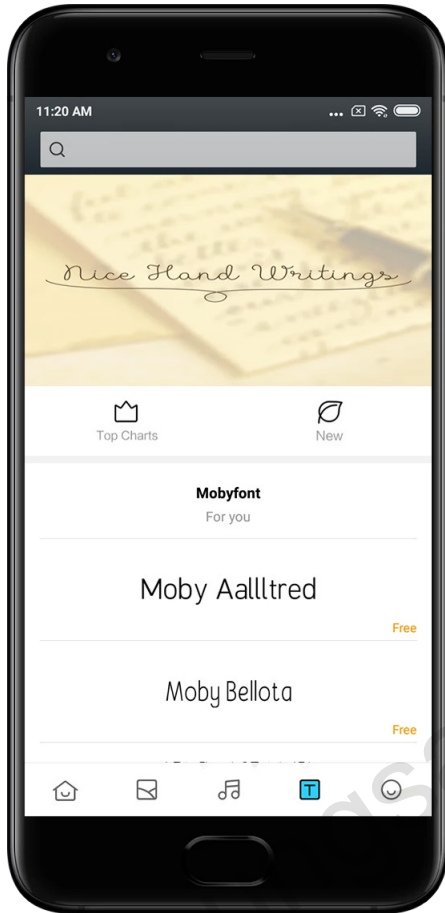 11:20 AM
Nice Hand Writings
Top Charts
New
Mobyfont
For you
Moby Aallltred
Free
Moby Bellota
Free
T